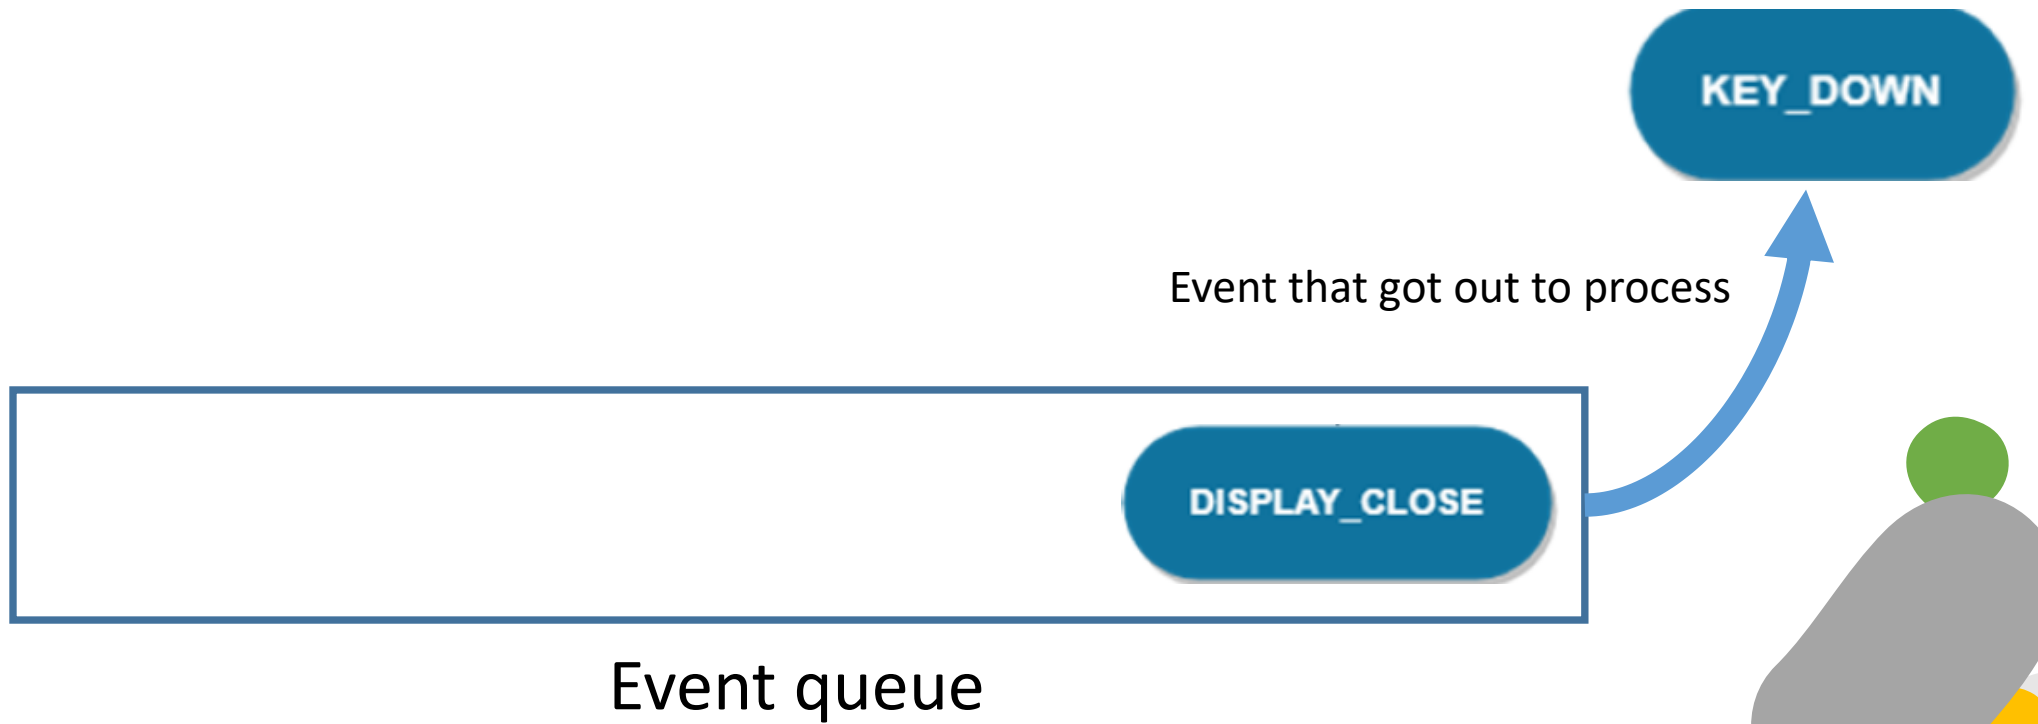 KEY_DOWN
Event that got out to process
DISPLAY_CLOSE
Event queue